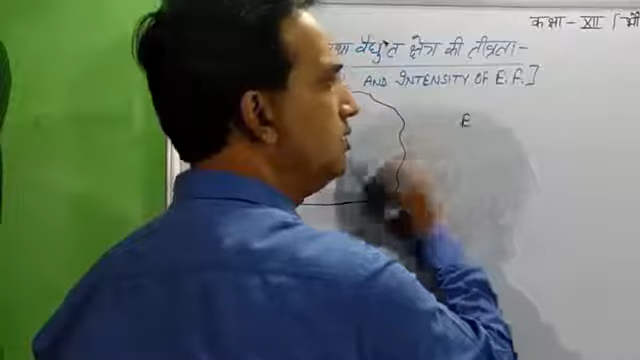 कक्षा - XII [
वैद्युत क्षेत्र की तीव्रता -
AND INTENSITY OF E.F.]
E